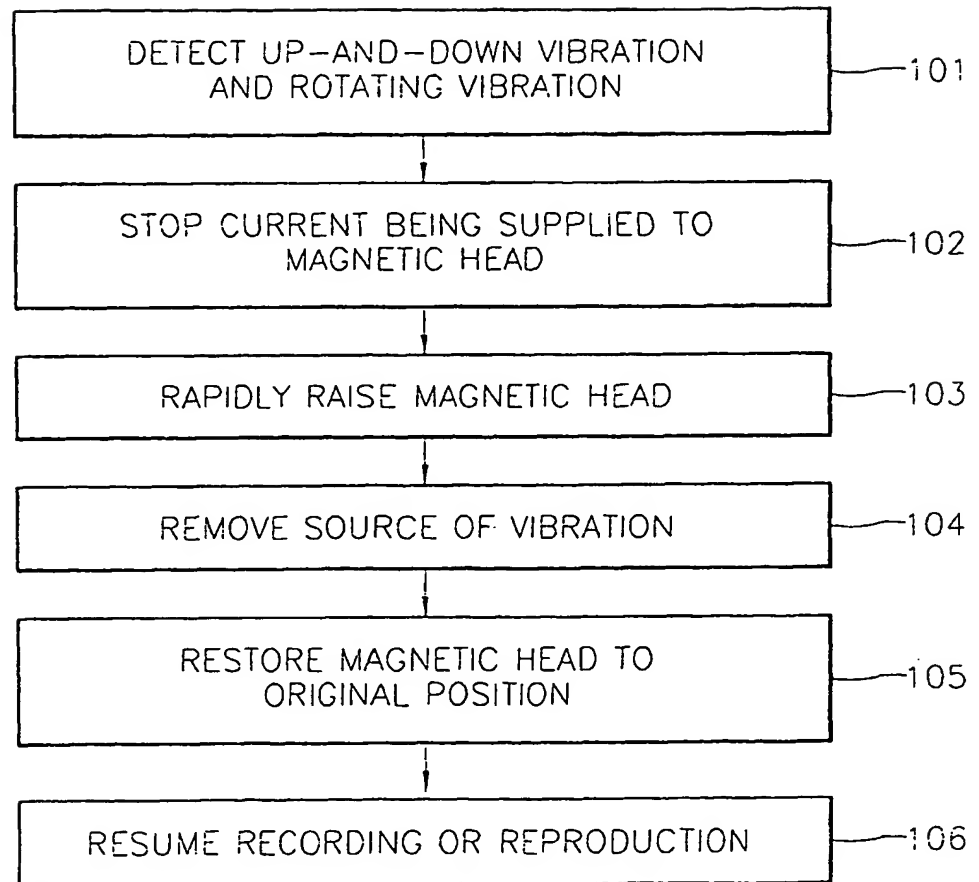 DETECT UP-AND-DOWN VIBRATION
AND ROTATING VIBRATION
101
STOP CURRENT BEING SUPPLIED TO
MAGNETIC HEAD
102
RAPIDLY RAISE MAGNETIC HEAD
103
REMOVE SOURCE OF VIBRATION
104
RESTORE MAGNETIC HEAD TO
ORIGINAL POSITION
105
RESUME RECORDING OR REPRODUCTION
106